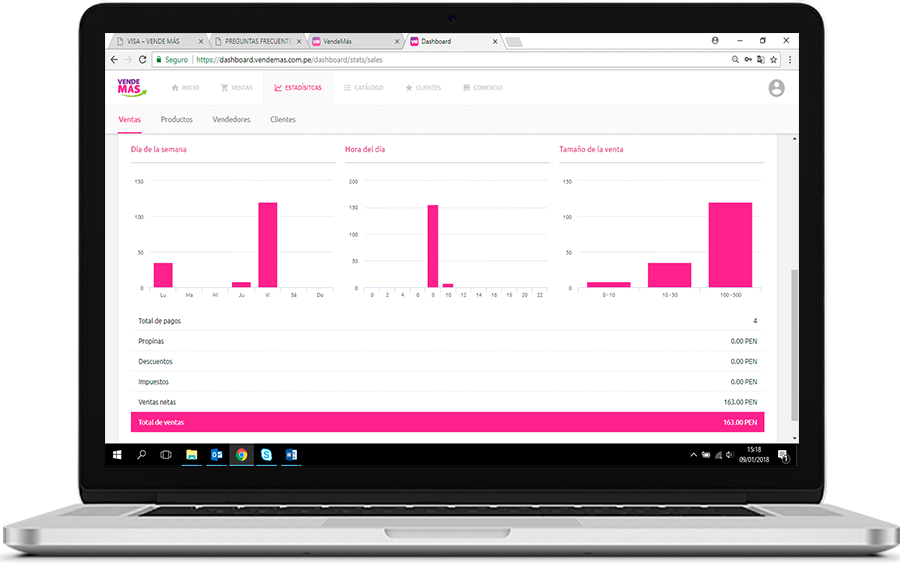 VISA – VENDE MÁS
PREGUNTAS FRECUENT
VendeMás
Dashboard
Seguro
https://dashboard.vendemas.com.pe/dashboard/stats/sales
VENDE
MÁS
INICIO
VENTAS
ESTADÍSITCAS
CATÁLOGO
CLIENTES
COMERCIO
Ventas
Productos
Vendedores
Clientes
Día de la semana
150
100
50
0
Lu Ma Mi Ju Vi Sá Do
Hora del día
200
150
100
50
0
0 2 4 6 8 10 12 14 16 18 20 22
Tamaño de la venta
150
100
50
0
0-10 10-50 100-500
Total de pagos 4
Propinas 0.00 PEN
Descuentos 0.00 PEN
Impuestos 0.00 PEN
Ventas netas 163.00 PEN
Total de ventas 163.00 PEN
15:18
09/01/2018
1